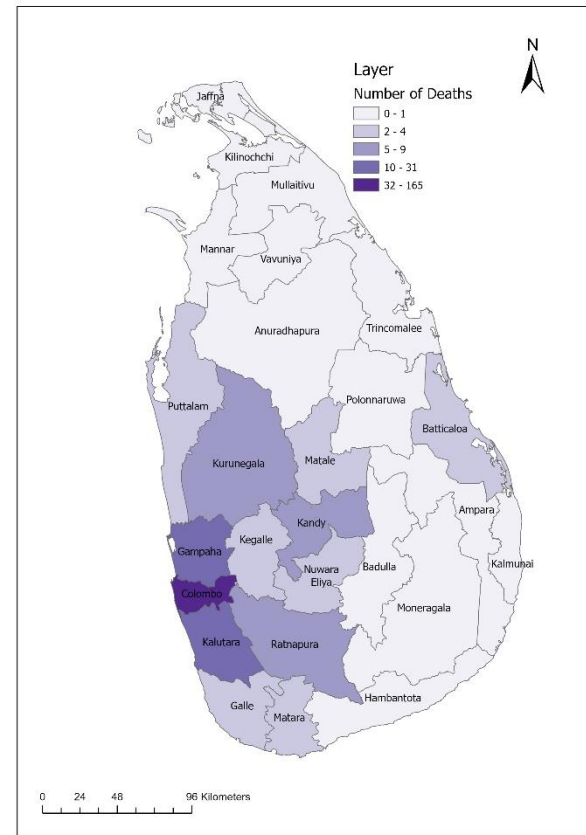 N
Layer
Number of Deaths
0 - 1
2 - 4
5 - 9
10 - 31
32 - 165
Jaffna
Kilinochchi
Mullaitivu
Mannar
Vavuniya
Anuradhapura
Trincomalee
Polonnaruwa
Puttalam
Batticaloa
Kurunegala
Matale
Ampara
Kandy
Gampaha
Kegalle
Nuwara
Eliya
Badulla
Kalmunai
Colombo
Moneragala
Kalutara
Ratnapura
Hambantota
Galle
Matara
0 24 48 96 Kilometers